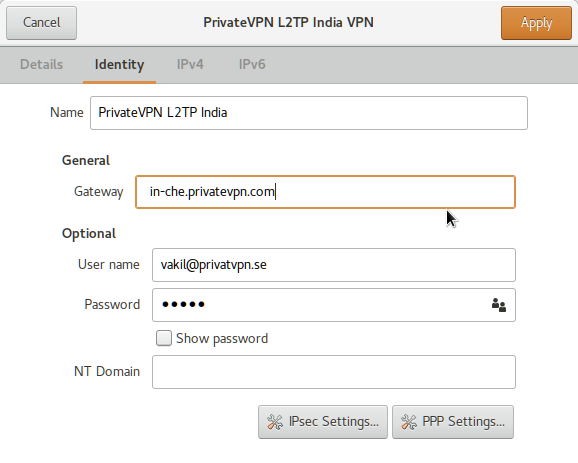 Cancel PrivateVPN L2TP India VPN Apply
Details Identity IPv4 IPv6
Name PrivateVPN L2TP India
General
Gateway in-che.privatevpn.com
Optional
User name vakil@privatvpn.se
Password •••••
Show password
NT Domain
IPsec Settings... PPP Settings...